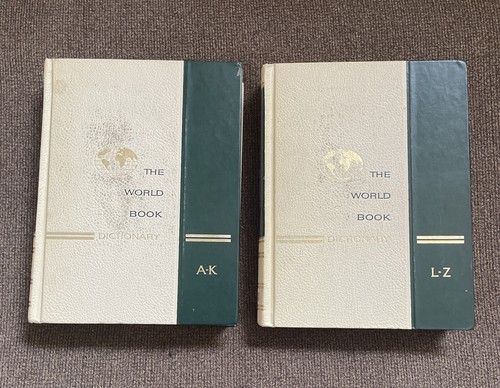 THE
WORLD
BOOK
DICTIONARY
A-K
THE
WORLD
BOOK
DICTIONARY
L-Z